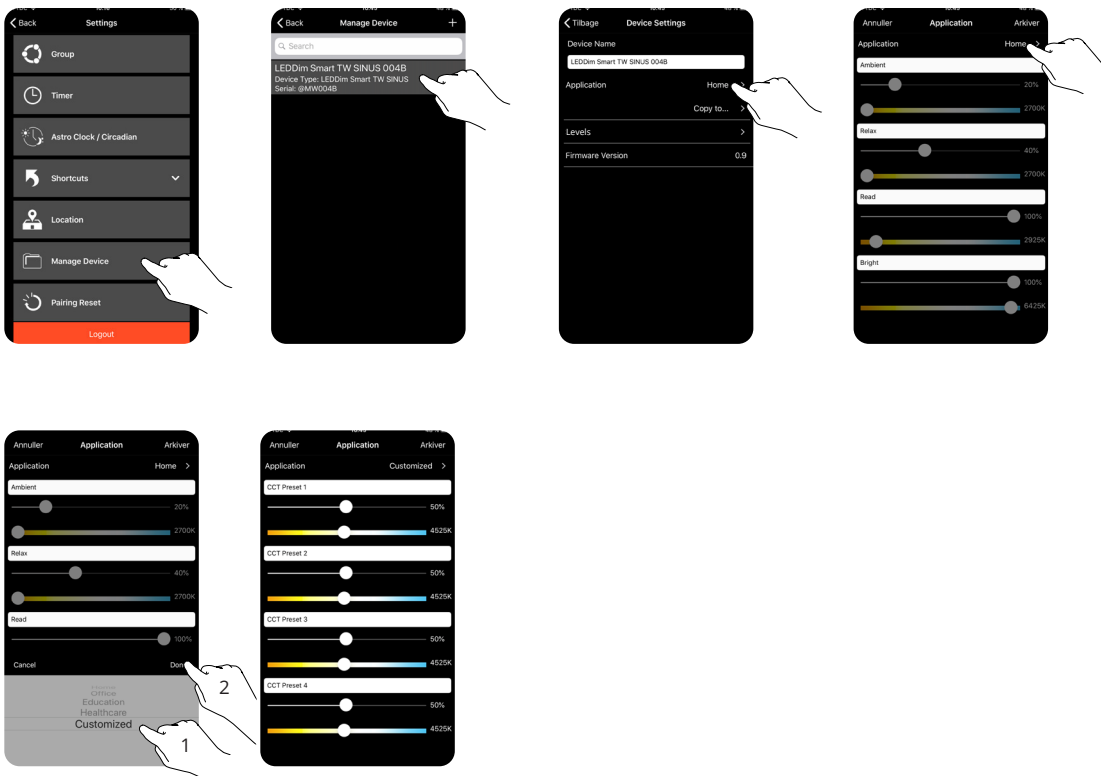 Back Settings
Group
Timer
Astro Clock / Circadian
Shortcuts
Location
Manage Device
Pairing Reset
Logout
Back Manage Device +
Search
LEDDim Smart TW SINUS 004B
Device Type: LEDDim Smart TW SINUS
Serial: @MW004B
Tilbage Device Settings
Device Name
LEDDim Smart TW SINUS 004B
Application Home >
Copy to... >
Levels >
Firmware Version 0.9
Annuller Application Arkiver
Application Home >
Ambient
20%
2700K
Relax
40%
2700K
Read
100%
2925K
Bright
100%
6425K
Annuller Application Arkiver
Application Home >
Ambient
20%
2700K
Relax
40%
2700K
Read
100%
Cancel
Office
Education
Healthcare
Customized
2
1
Annuller Application Arkiver
Application Customized >
CCT Preset 1
50%
4525K
CCT Preset 2
50%
4525K
CCT Preset 3
50%
4525K
CCT Preset 4
50%
4525K